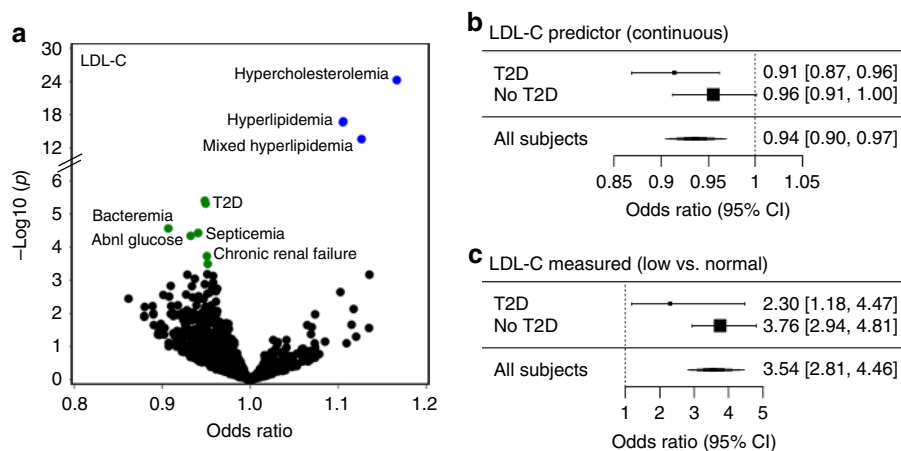 a
30
24
18
12
6
5
4
3
2
1
0
–Log10 (p)
LDL-C
Hypercholesterolemia
Hyperlipidemia
Mixed hyperlipidemia
T2D
Bacteremia
Septicemia
Abnl glucose
Chronic renal failure
0.8 0.9 1.0 1.1 1.2
Odds ratio
b
LDL-C predictor (continuous)
T2D 0.91 [0.87, 0.96]
No T2D 0.96 [0.91, 1.00]
All subjects 0.94 [0.90, 0.97]
0.85 0.9 0.95 1 1.05
Odds ratio (95% CI)
c
LDL-C measured (low vs. normal)
T2D 2.30 [1.18, 4.47]
No T2D 3.76 [2.94, 4.81]
All subjects 3.54 [2.81, 4.46]
1 2 3 4 5
Odds ratio (95% CI)